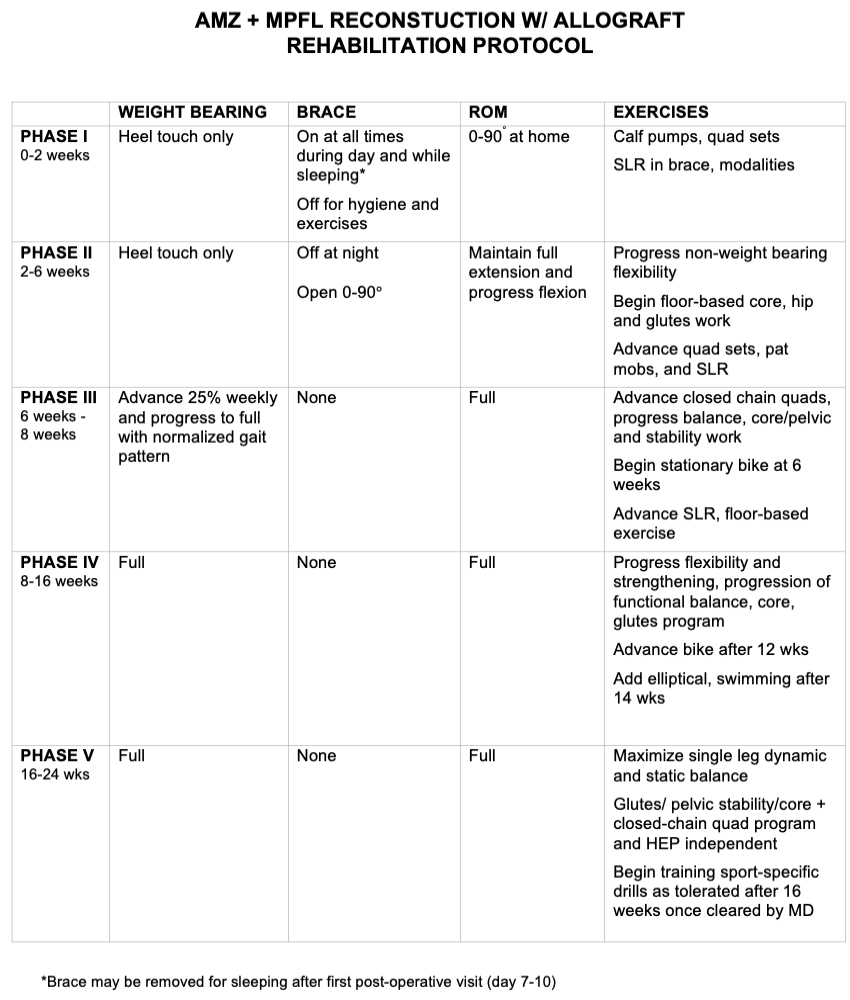 AMZ + MPFL RECONSTUCTION W/ ALLOGRAFT
REHABILITATION PROTOCOL
WEIGHT BEARING
BRACE
ROM
EXERCISES
PHASE I
0-2 weeks
Heel touch only
On at all times
during day and while
sleeping*
Off for hygiene and
exercises
0-90° at home
Calf pumps, quad sets
SLR in brace, modalities
PHASE II
2-6 weeks
Heel touch only
Off at night
Open 0-90°
Maintain full
extension and
progress flexion
Progress non-weight bearing
flexibility
Begin floor-based core, hip
and glutes work
Advance quad sets, pat
mobs, and SLR
PHASE III
6 weeks -
8 weeks
Advance 25% weekly
and progress to full
with normalized gait
pattern
None
Full
Advance closed chain quads,
progress balance, core/pelvic
and stability work
Begin stationary bike at 6
weeks
Advance SLR, floor-based
exercise
PHASE IV
8-16 weeks
Full
None
Full
Progress flexibility and
strengthening, progression of
functional balance, core,
glutes program
Advance bike after 12 wks
Add elliptical, swimming after
14 wks
PHASE V
16-24 wks
Full
None
Full
Maximize single leg dynamic
and static balance
Glutes/ pelvic stability/core +
closed-chain quad program
and HEP independent
Begin training sport-specific
drills as tolerated after 16
weeks once cleared by MD
*Brace may be removed for sleeping after first post-operative visit (day 7-10)